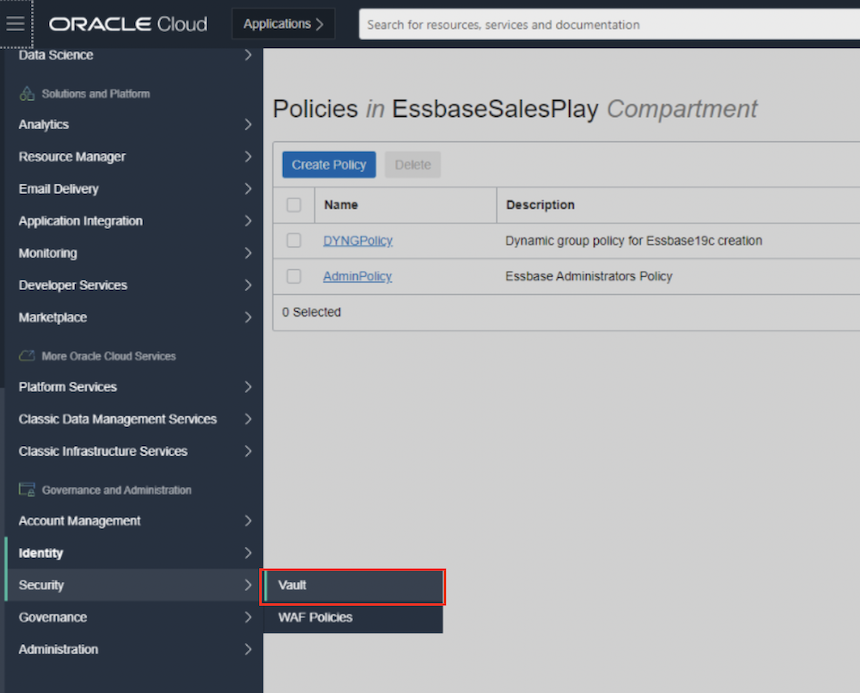 ORACLE Cloud
Applications
Search for resources, services and documentation
Data Science
Solutions and Platform
Analytics
Resource Manager
Email Delivery
Application Integration
Monitoring
Developer Services
Marketplace
More Oracle Cloud Services
Platform Services
Classic Data Management Services
Classic Infrastructure Services
Governance and Administration
Account Management
Identity
Security
Governance
Administration
Vault
WAF Policies
Policies in EssbaseSalesPlay Compartment
Create Policy
Delete
Name Description
DYNGPolicy Dynamic group policy for Essbase19c creation
AdminPolicy Essbase Administrators Policy
0 Selected